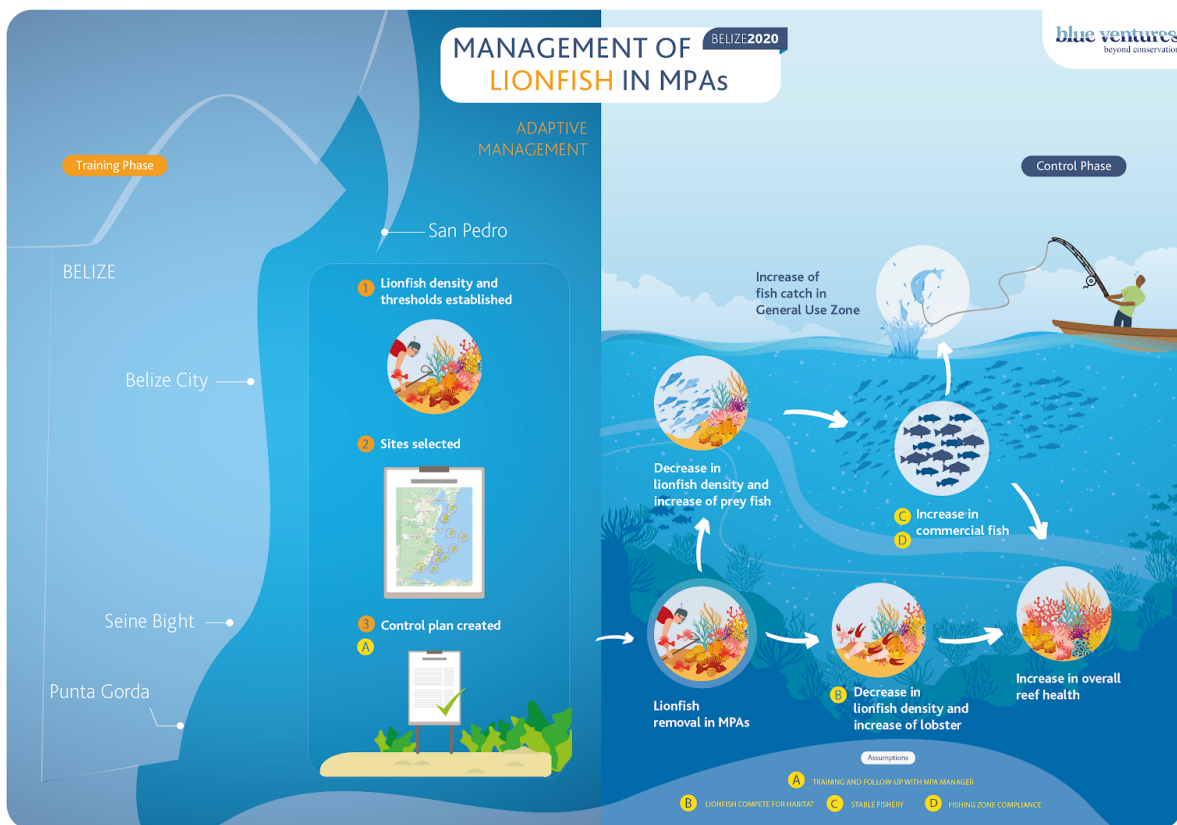 MANAGEMENT OF
BELIZE2020
LIONFISH IN MPAs
blue ventures
beyond conservation
ADAPTIVE
MANAGEMENT
Training Phase
San Pedro
BELIZE
1 Lionfish density and
thresholds established
Belize City
2 Sites selected
Seine Bight
3 Control plan created
A
Punta Gorda
Control Phase
Increase of
fish catch in
General Use Zone
Decrease in
lionfish density and
increase of prey fish
C Increase in
D commercial fish
Lionfish
removal in MPAs
B Decrease in
lionfish density and
increase of lobster
Increase in overall
reef health
Assumptions
A TRAINING AND FOLLOW-UP WITH MPA MANAGER
B LIONFISH COMPETE FOR HABITAT C STABLE FISHERY D FISHING ZONE COMPLIANCE